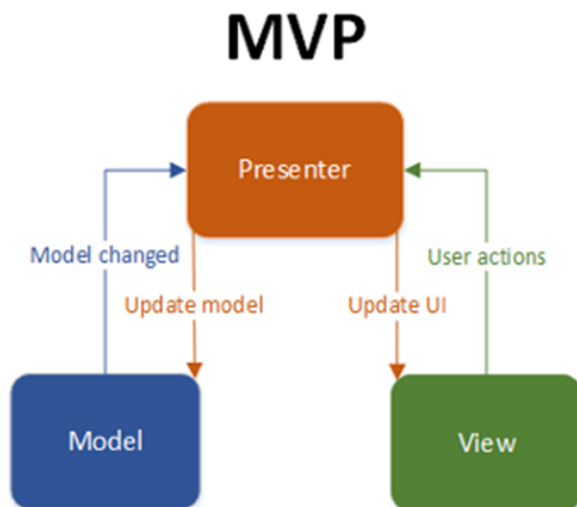 MVP
Presenter
Model changed
User actions
Update model
Update UI
Model
View